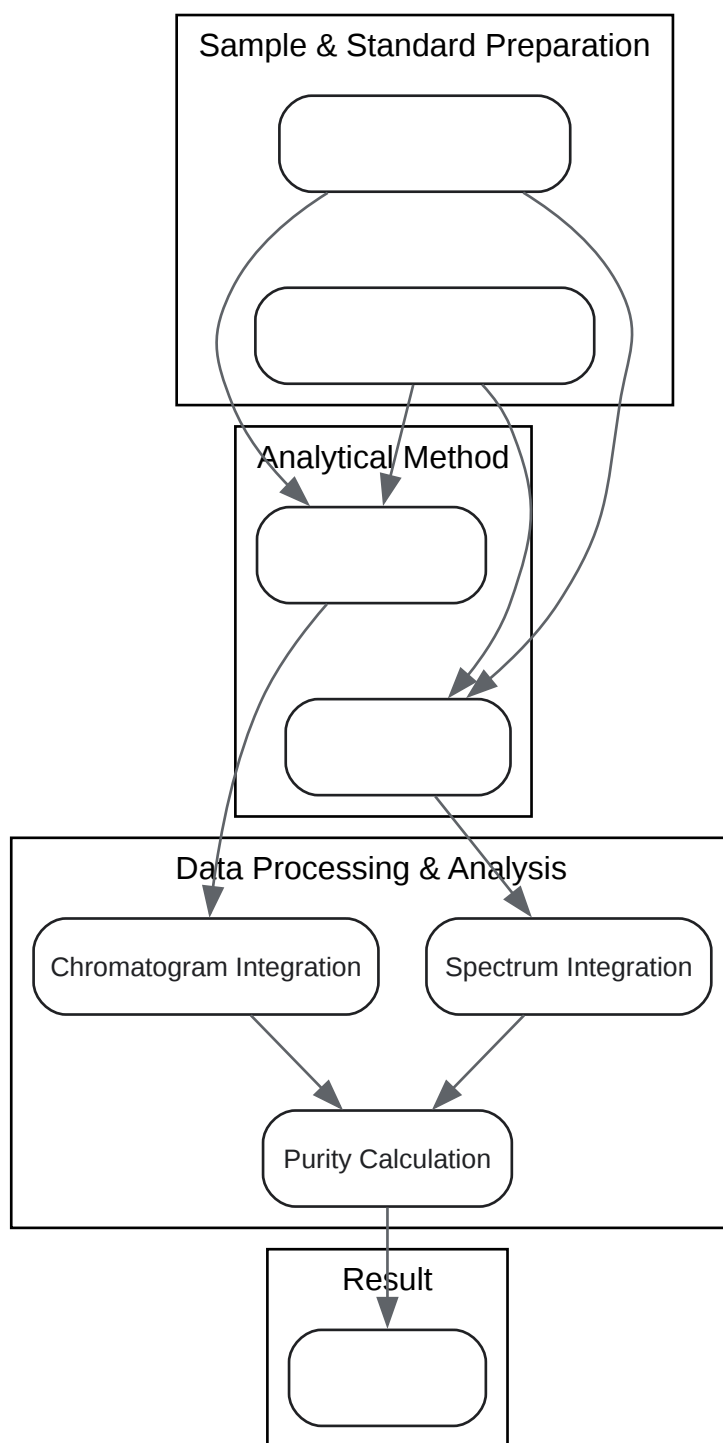 Sample & Standard Preparation
Analytical Method
Data Processing & Analysis
Chromatogram Integration
Spectrum Integration
Purity Calculation
Result